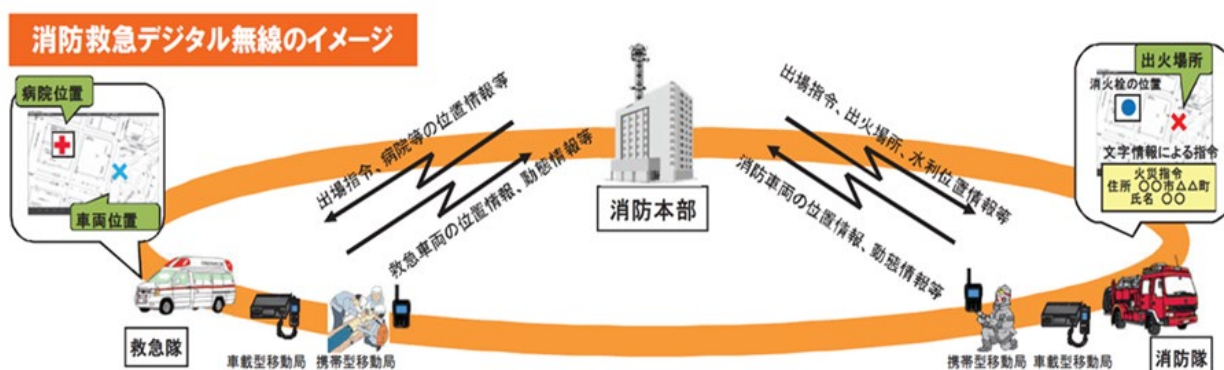 消防救急デジタル無線のイメージ
病院位置
車両位置
出場指令、病院等の位置情報等
救急車両の位置情報、動態情報等
消防本部
出場指令、出火場所、水利位置情報等
消防車両の位置情報、動態情報等
出火場所
消火栓の位置
文字情報による指令
火災指令
住所 〇〇市△△町
氏名 〇〇
救急隊
車載型移動局
携帯型移動局
携帯型移動局
車載型移動局
消防隊